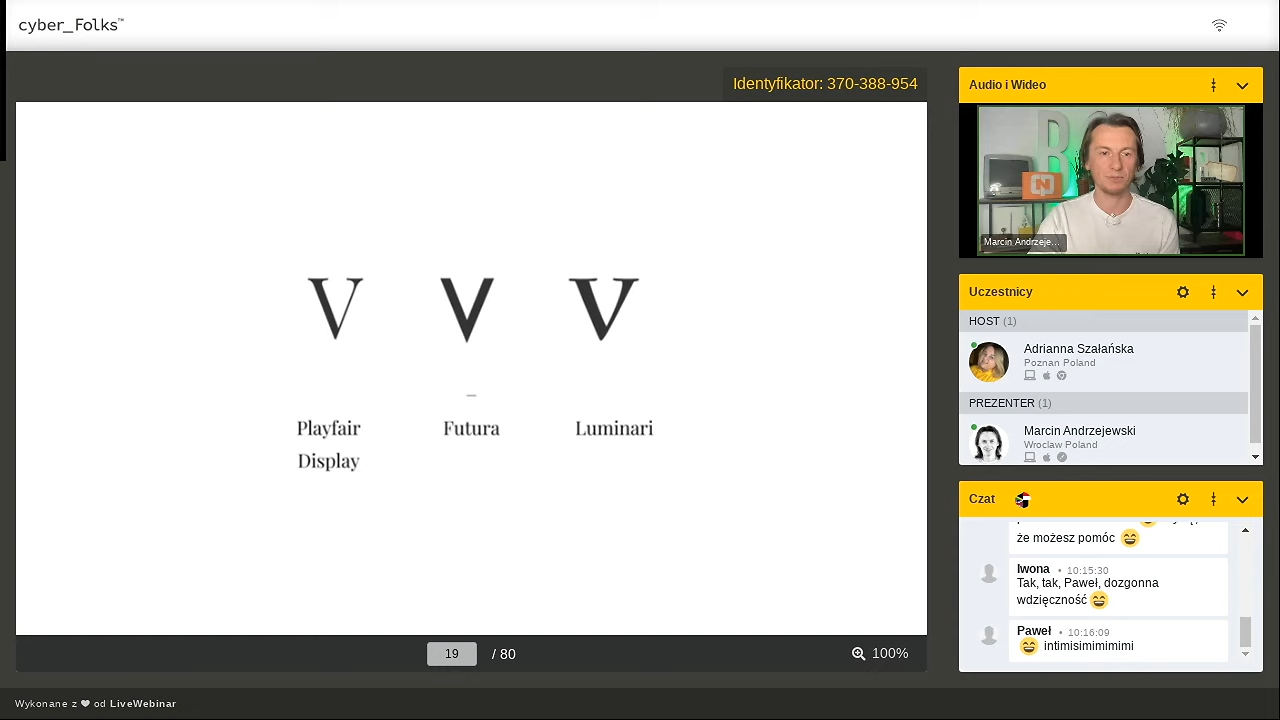 cyber_Folks™
Identyfikator: 370-388-954
V V V
–
Playfair Display
Futura
Luminari
19 / 80
100%
Audio i Wideo
Marcin Andrzeje...
Uczestnicy
HOST (1)
Adrianna Szałańska
Poznan Poland
PREZENTER (1)
Marcin Andrzejewski
Wroclaw Poland
Czat
że możesz pomóc 😄
Iwona • 10:15:30
Tak, tak, Paweł, dozgonna
wdzięczność 😄
Paweł • 10:16:09
😄 intimisimimimimi
Wykonane z ♥ od LiveWebinar